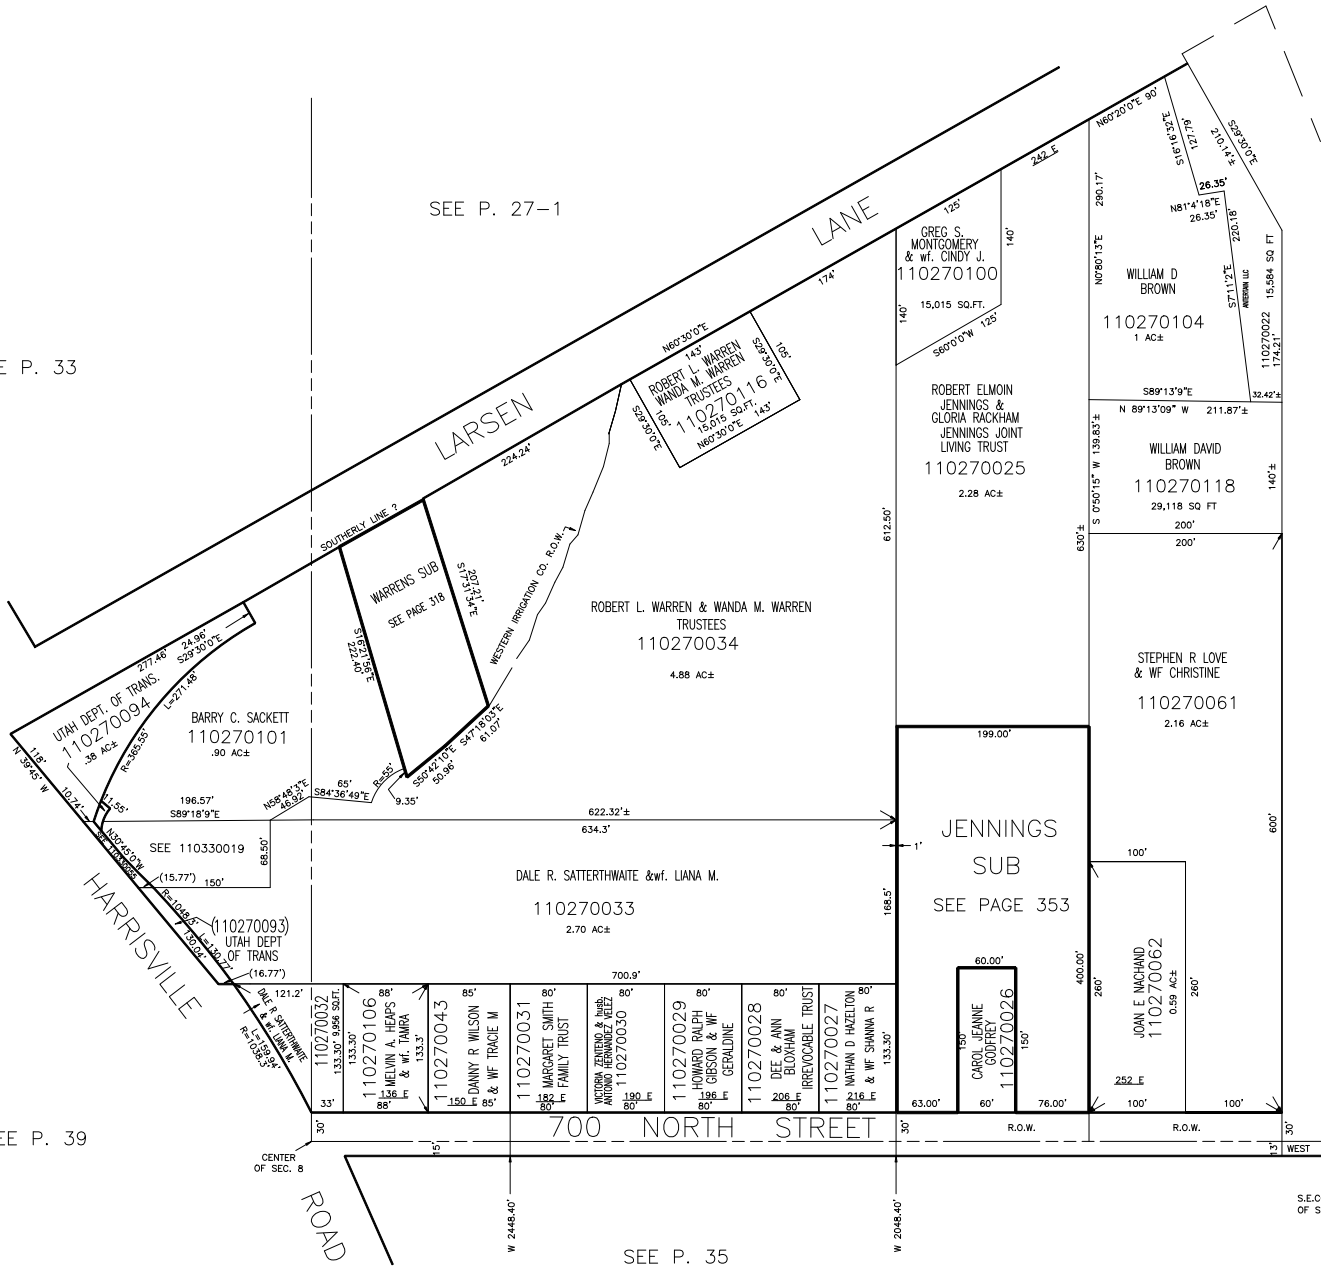 SEE P. 27-1
E P. 33
EE P. 39
SEE P. 35
LARSEN
LANE
N60°20'0"E 90'
242 E
125'
140'
GREG S.
MONTGOMERY
& wf. CINDY J.
110270100
15,015 SQ.FT.
140'
S60°0'0"W 125'
174'
S16°16'32"E
127.79'
S29°30'0"E
210.14'±
26.35'
N81°4'18"E
26.35'
220.18'
S7°11'2"E
290.17'
N0°80'13"E
WILLIAM D
BROWN
110270104
1 AC±
110270022 15,584 SQ FT
174.21'
S89°13'9"E
32.42'±
N 89°13'09" W 211.87'±
S 0°50'15" W 139.83'±
WILLIAM DAVID
BROWN
110270118
29,118 SQ FT
140'±
200'
200'
N60°30'0"E
143'
ROBERT L. WARREN
WANDA M. WARREN
TRUSTEES
110270116
15,015 SQ.FT.
N60°30'0"E 143'
105'
S29°30'0"E
105'
S29°30'0"E
ROBERT ELMOIN
JENNINGS &
GLORIA RACKHAM
JENNINGS JOINT
LIVING TRUST
110270025
2.28 AC±
612.50'
630'±
224.24'
SOUTHERLY LINE ?
WARRENS SUB
SEE PAGE 318
207.21'
S17°31'34"E
S16°21'56"E
222.40'
WESTERN IRRIGATION CO. R.O.W.
S47°18'03"E
61.07'
S50°42'10"E
50.96'
9.35'
R=55'
ROBERT L. WARREN & WANDA M. WARREN
TRUSTEES
110270034
4.88 AC±
STEPHEN R LOVE
& WF CHRISTINE
110270061
2.16 AC±
600'
277.46'
24.96'
S29°30'0"E
L=271.48'
R=365.55'
UTAH DEPT. OF TRANS.
110270094
.38 AC±
118'
N 39°45' W
10.74'
11.55'
BARRY C. SACKETT
110270101
.90 AC±
196.57'
S89°18'9"E
N58°48'3"E
46.92'
65'
S84°36'49"E
622.32'±
634.3'
199.00'
JENNINGS
SUB
SEE PAGE 353
1'
168.5'
400.00'
SEE 110330019
68.50'
150'
N30°45'0"W
SEE 110330055
(15.77')
R=1048.3'
L=130.77'
130.04'
(110270093)
UTAH DEPT
OF TRANS
(16.77')
DALE R. SATTERTHWAITE &wf. LIANA M.
110270033
2.70 AC±
HARRISVILLE
ROAD
700.9'
121.2'
DALE R SATTERTHWAITE
& wf. LIANA M.
L=159.94'
R=1038.3'
110270032
133.30' 9,956 SQ.FT.
33'
133.30'
88'
110270106
MELVIN A. HEAPS
& wf. TAMRA
136 E
88'
133.3'
85'
110270043
DANNY R WILSON
& WF TRACIE M
150 E 85'
80'
110270031
MARGARET SMITH
FAMILY TRUST
182 E
80'
80'
VICTORIA ZENTENO & husb.
ANTONIO HERNANDEZ VELEZ
110270030
190 E
80'
80'
110270029
HOWARD RALPH
GIBSON & WF
GERALDINE
196 E
80'
80'
110270028
DEE & ANN
BLOXHAM
IRREVOCABLE TRUST
206 E
80'
80'
110270027
NATHAN D HAZELTON
& WF SHANNA R
216 E
80'
133.30'
60.00'
150'
CAROL JEANNE
GODFREY
110270026
150'
63.00'
60'
76.00'
100'
260'
JOAN E NACHAND
110270062
0.59 AC±
260'
252 E
100'
100'
700 NORTH STREET
30'
15'
30'
R.O.W.
R.O.W.
30'
13'
WEST
CENTER
OF SEC. 8
W 2448.40'
W 2048.40'
S.E.C
OF S